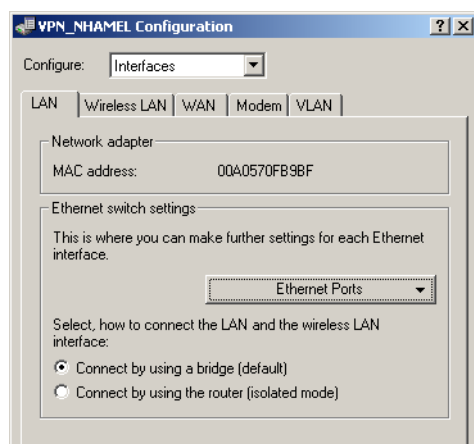 VPN_NHAMEL Configuration
Configure: Interfaces
LAN Wireless LAN WAN Modem VLAN
Network adapter
MAC address: 00A0570FB9BF
Ethernet switch settings
This is where you can make further settings for each Ethernet
interface.
Ethernet Ports
Select, how to connect the LAN and the wireless LAN
interface:
Connect by using a bridge (default)
Connect by using the router (isolated mode)